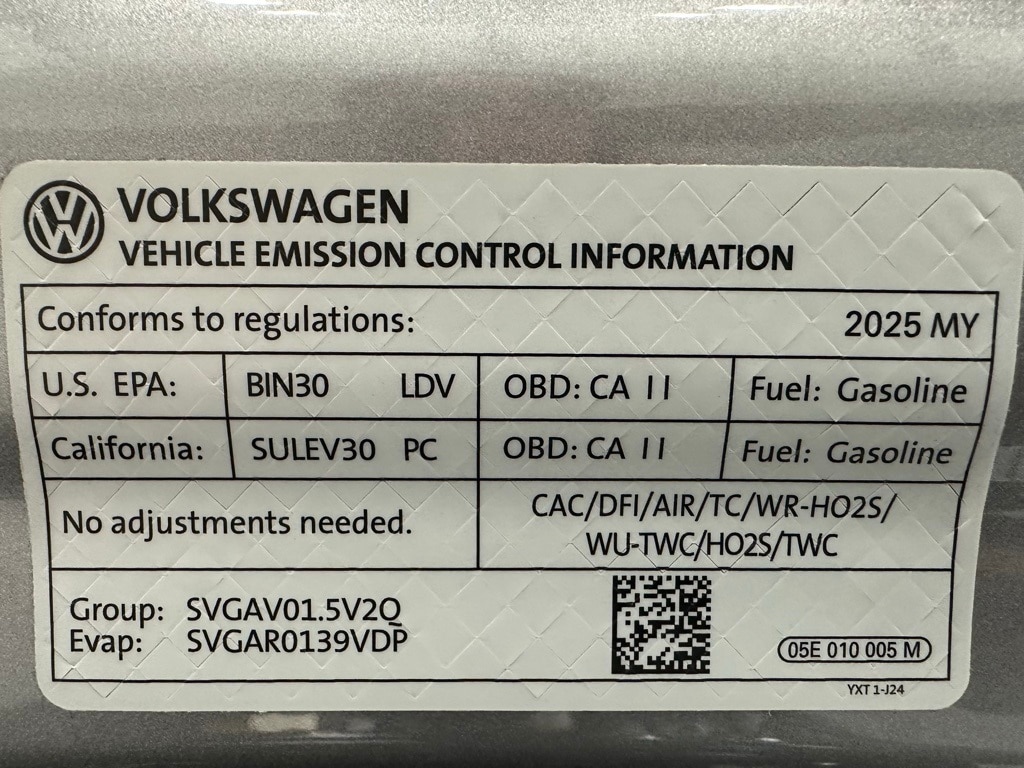 VOLKSWAGEN
VEHICLE EMISSION CONTROL INFORMATION
Conforms to regulations: 2025 MY
U.S. EPA: BIN30 LDV OBD: CA II Fuel: Gasoline
California: SULEV30 PC OBD: CA II Fuel: Gasoline
No adjustments needed.
CAC/DFI/AIR/TC/WR-HO2S/
WU-TWC/HO2S/TWC
Group: SVGAV01.5V2Q
Evap: SVGAR0139VDP
05E 010 005 M
YXT 1-J24